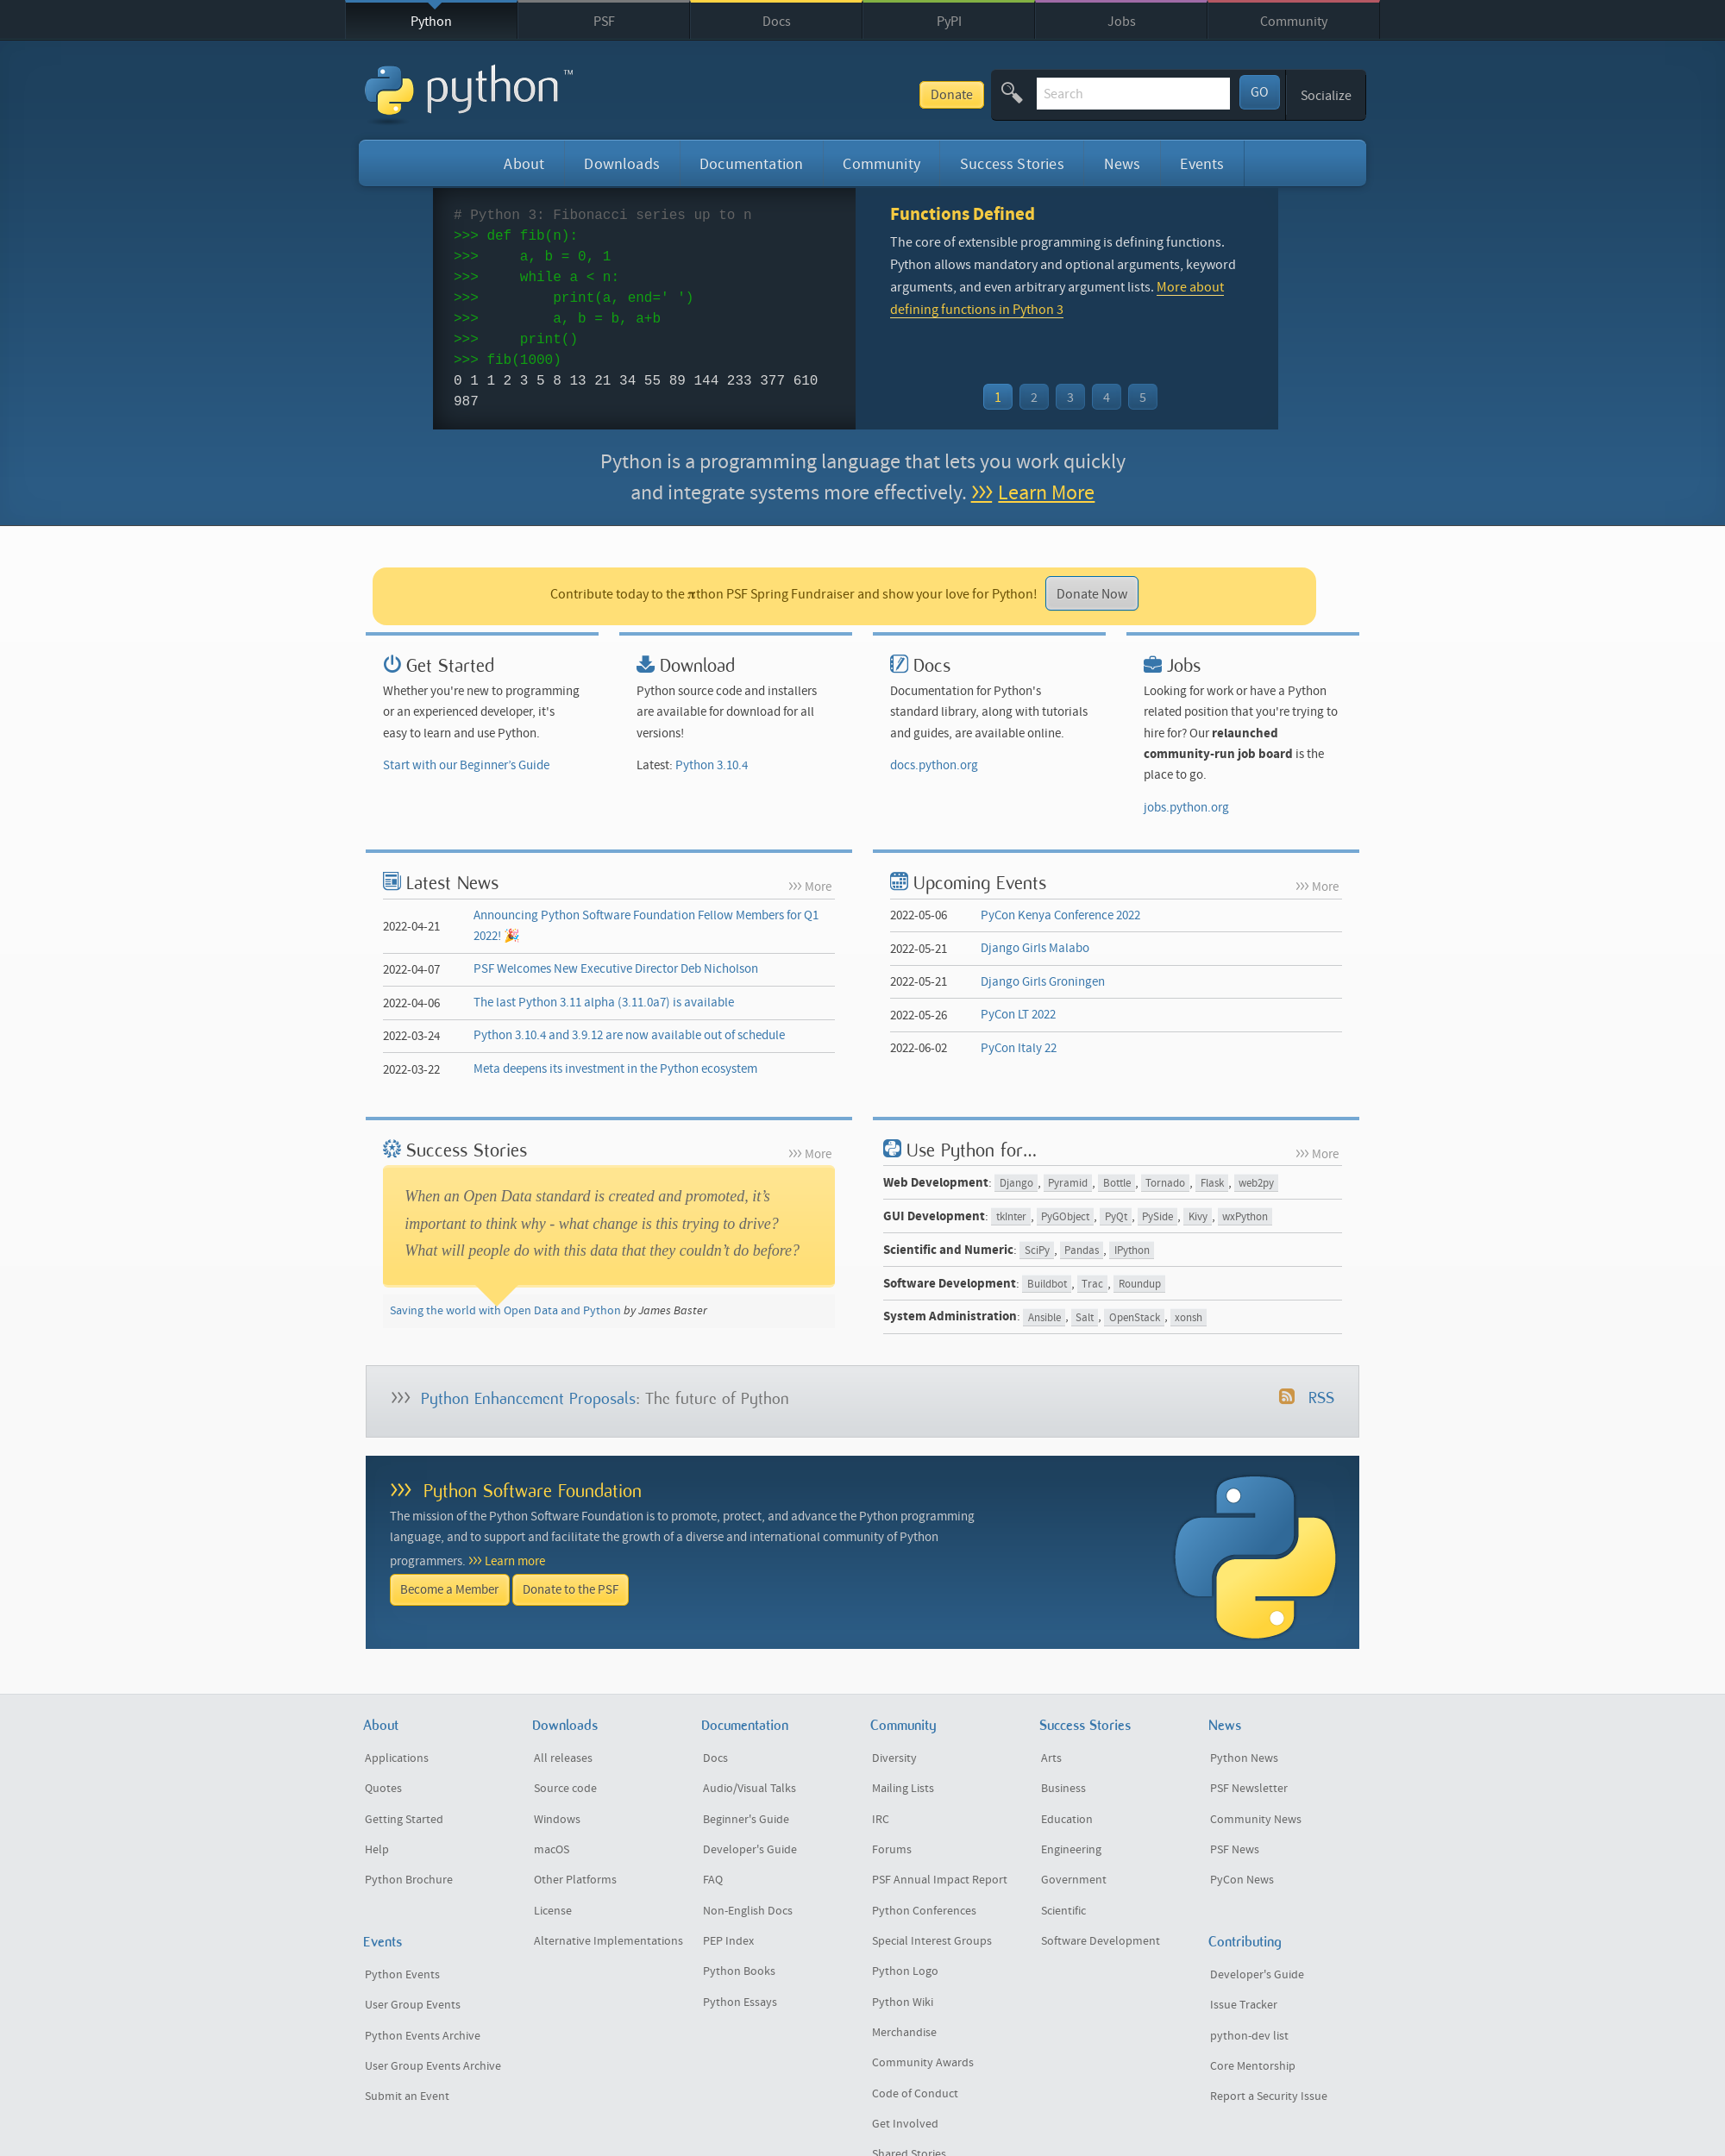 Python
PSF
Docs
PyPI
Jobs
Community
python™
Donate
Search
GO
Socialize
About
Downloads
Documentation
Community
Success Stories
News
Events
# Python 3: Fibonacci series up to n
>>> def fib(n):
>>>     a, b = 0, 1
>>>     while a < n:
>>>         print(a, end=' ')
>>>         a, b = b, a+b
>>>     print()
>>> fib(1000)
0 1 1 2 3 5 8 13 21 34 55 89 144 233 377 610
987
Functions Defined
The core of extensible programming is defining functions.
Python allows mandatory and optional arguments, keyword
arguments, and even arbitrary argument lists. More about
defining functions in Python 3
1
2
3
4
5
Python is a programming language that lets you work quickly
and integrate systems more effectively. >>> Learn More
Contribute today to the πthon PSF Spring Fundraiser and show your love for Python! Donate Now
Get Started
Whether you're new to programming
or an experienced developer, it's
easy to learn and use Python.
Start with our Beginner’s Guide
Download
Python source code and installers
are available for download for all
versions!
Latest: Python 3.10.4
Docs
Documentation for Python's
standard library, along with tutorials
and guides, are available online.
docs.python.org
Jobs
Looking for work or have a Python
related position that you're trying to
hire for? Our relaunched
community-run job board is the
place to go.
jobs.python.org
Latest News
>>> More
2022-04-21 Announcing Python Software Foundation Fellow Members for Q1
2022! 🎉
2022-04-07 PSF Welcomes New Executive Director Deb Nicholson
2022-04-06 The last Python 3.11 alpha (3.11.0a7) is available
2022-03-24 Python 3.10.4 and 3.9.12 are now available out of schedule
2022-03-22 Meta deepens its investment in the Python ecosystem
Upcoming Events
>>> More
2022-05-06 PyCon Kenya Conference 2022
2022-05-21 Django Girls Malabo
2022-05-21 Django Girls Groningen
2022-05-26 PyCon LT 2022
2022-06-02 PyCon Italy 22
Success Stories
>>> More
When an Open Data standard is created and promoted, it’s
important to think why - what change is this trying to drive?
What will people do with this data that they couldn’t do before?
Saving the world with Open Data and Python by James Baster
Use Python for…
>>> More
Web Development: Django, Pyramid, Bottle, Tornado, Flask, web2py
GUI Development: tkInter, PyGObject, PyQt, PySide, Kivy, wxPython
Scientific and Numeric: SciPy, Pandas, IPython
Software Development: Buildbot, Trac, Roundup
System Administration: Ansible, Salt, OpenStack, xonsh
>>> Python Enhancement Proposals: The future of Python
RSS
>>> Python Software Foundation
The mission of the Python Software Foundation is to promote, protect, and advance the Python programming
language, and to support and facilitate the growth of a diverse and international community of Python
programmers. >>> Learn more
Become a Member
Donate to the PSF
About
Applications
Quotes
Getting Started
Help
Python Brochure
Downloads
All releases
Source code
Windows
macOS
Other Platforms
License
Alternative Implementations
Documentation
Docs
Audio/Visual Talks
Beginner's Guide
Developer's Guide
FAQ
Non-English Docs
PEP Index
Python Books
Python Essays
Community
Diversity
Mailing Lists
IRC
Forums
PSF Annual Impact Report
Python Conferences
Special Interest Groups
Python Logo
Python Wiki
Merchandise
Community Awards
Code of Conduct
Get Involved
Shared Stories
Success Stories
Arts
Business
Education
Engineering
Government
Scientific
Software Development
News
Python News
PSF Newsletter
Community News
PSF News
PyCon News
Events
Python Events
User Group Events
Python Events Archive
User Group Events Archive
Submit an Event
Contributing
Developer's Guide
Issue Tracker
python-dev list
Core Mentorship
Report a Security Issue